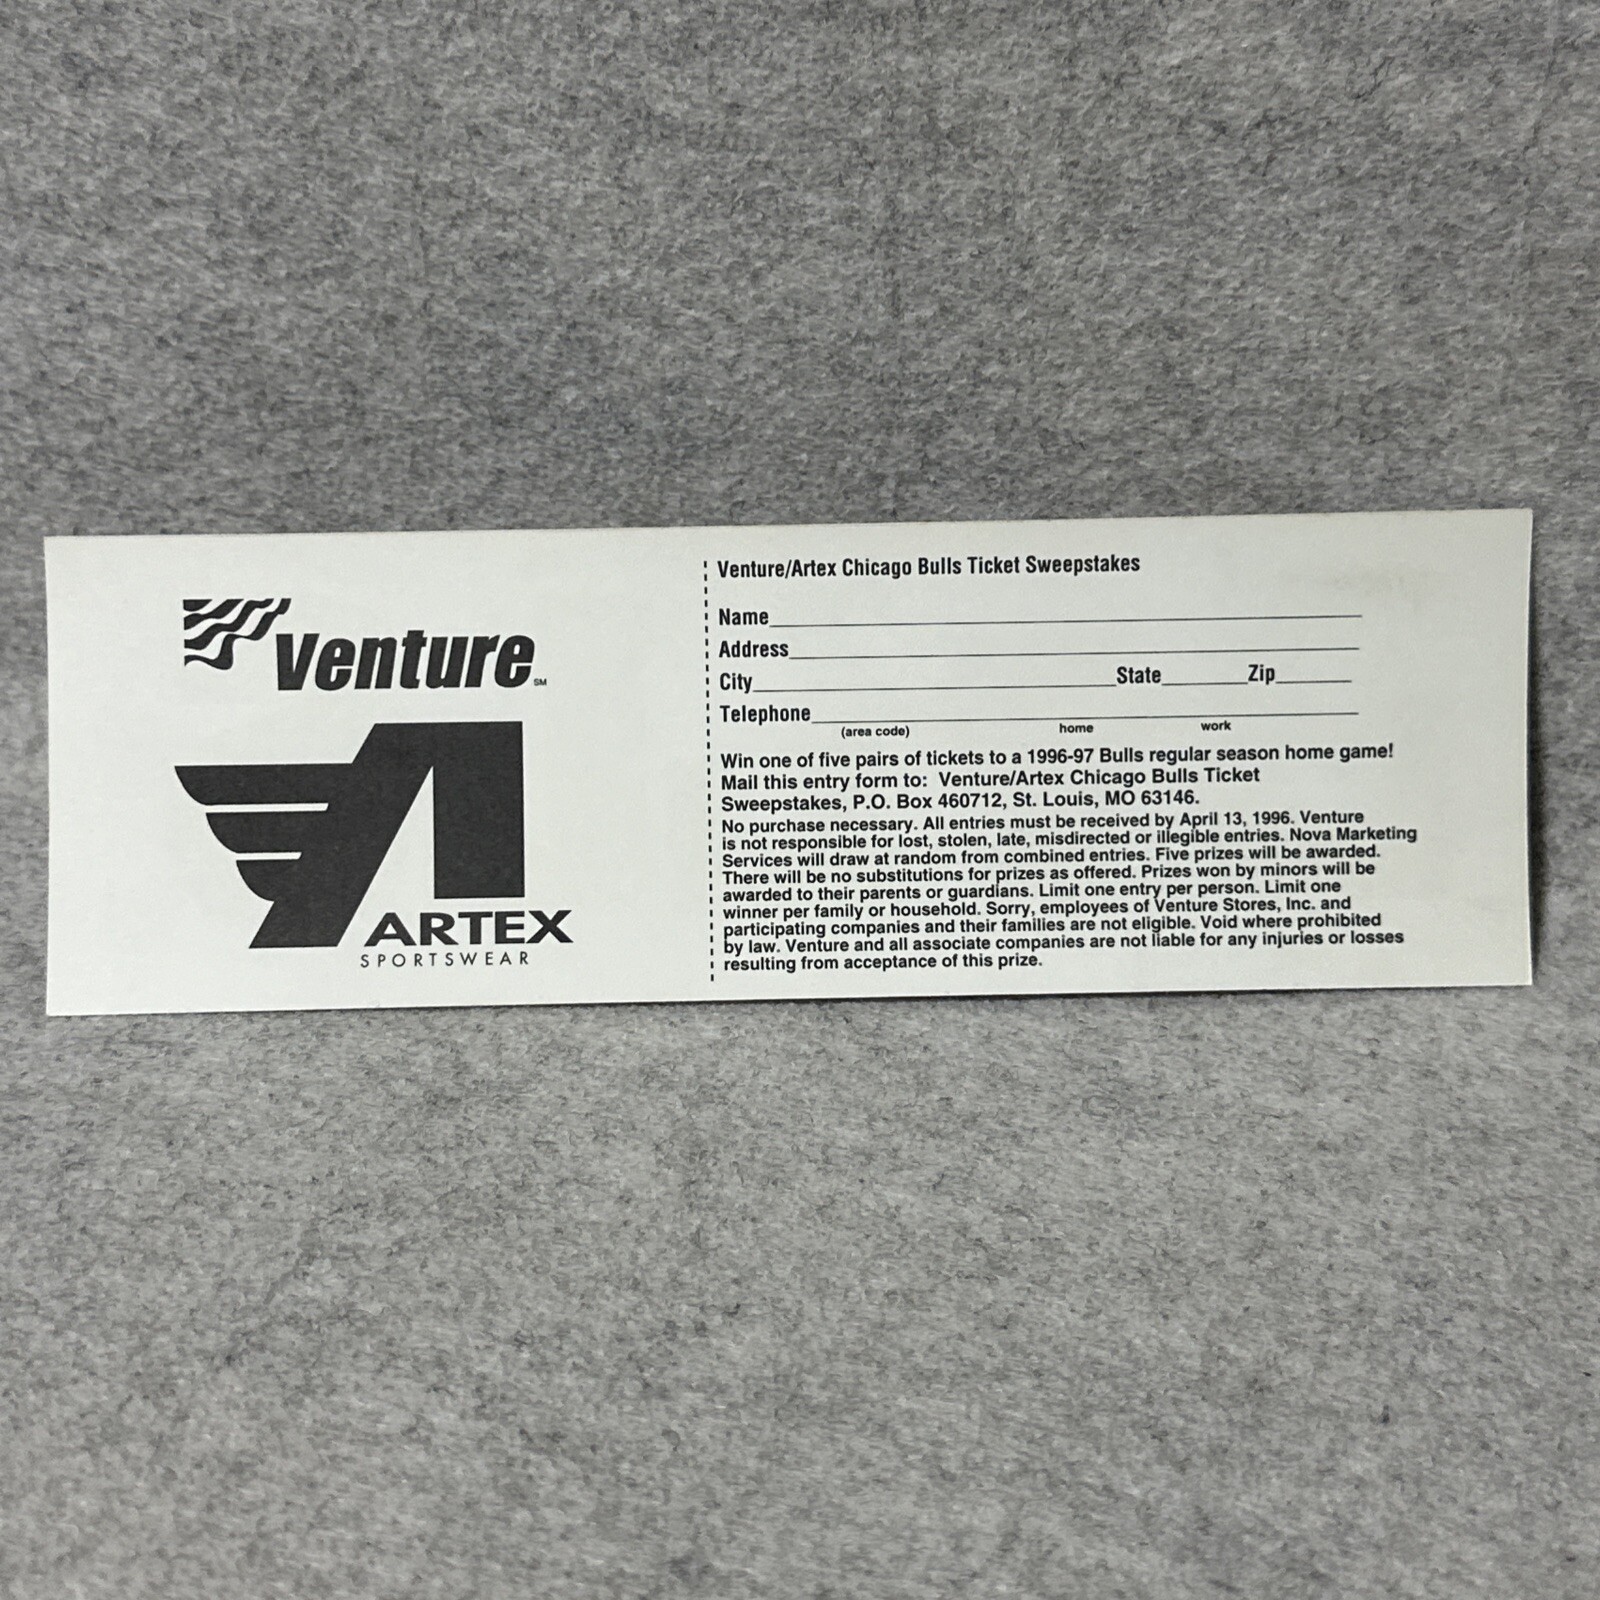 Venture SM
ARTEX
SPORTSWEAR
Venture/Artex Chicago Bulls Ticket Sweepstakes
Name
Address
City State Zip
Telephone
(area code) home work
Win one of five pairs of tickets to a 1996-97 Bulls regular season home game!
Mail this entry form to: Venture/Artex Chicago Bulls Ticket
Sweepstakes, P.O. Box 460712, St. Louis, MO 63146.
No purchase necessary. All entries must be received by April 13, 1996. Venture
is not responsible for lost, stolen, late, misdirected or illegible entries. Nova Marketing
Services will draw at random from combined entries. Five prizes will be awarded.
There will be no substitutions for prizes as offered. Prizes won by minors will be
awarded to their parents or guardians. Limit one entry per person. Limit one
winner per family or household. Sorry, employees of Venture Stores, Inc. and
participating companies and their families are not eligible. Void where prohibited
by law. Venture and all associate companies are not liable for any injuries or losses
resulting from acceptance of this prize.